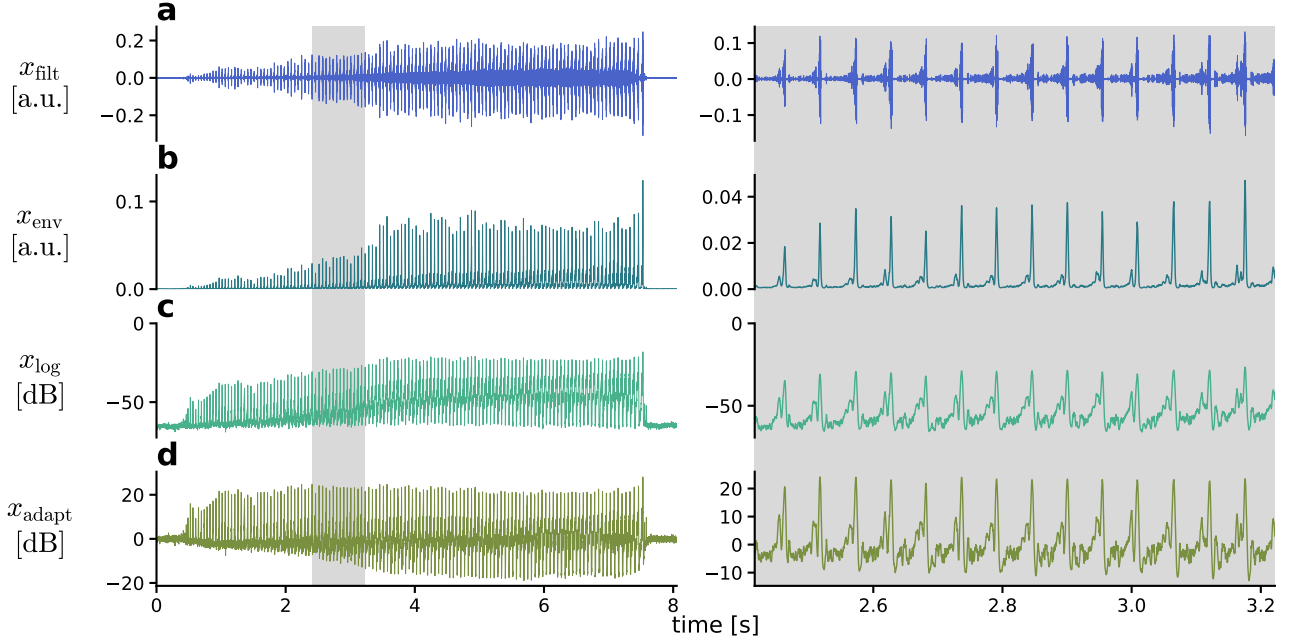 a
x_filt
[a.u.]
0.2
0.0
−0.2
0.1
0.0
−0.1
b
x_env
[a.u.]
0.1
0.0
0.04
0.02
0.00
c
x_log
[dB]
0
−50
0
−50
d
x_adapt
[dB]
20
0
−20
20
10
0
−10
0 2 4 6 8
2.6 2.8 3.0 3.2
time [s]